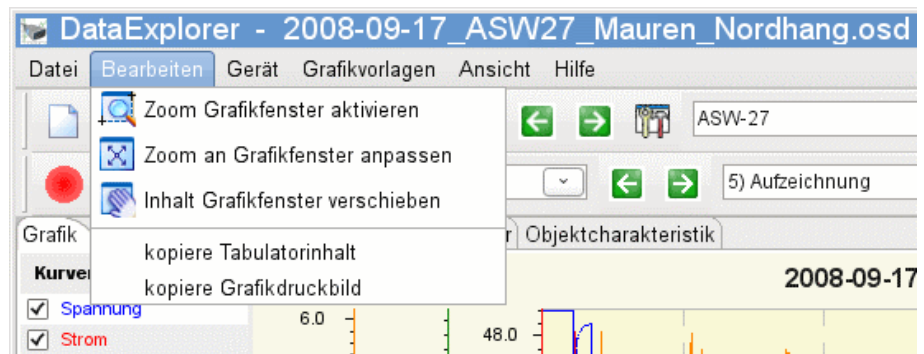 DataExplorer - 2008-09-17_ASW27_Mauren_Nordhang.osd
Datei Bearbeiten Gerät Grafikvorlagen Ansicht Hilfe
Zoom Grafikfenster aktivieren
ASW-27
Zoom an Grafikfenster anpassen
5) Aufzeichnung
Inhalt Grafikfenster verschieben
Grafik Objektcharakteristik
kopiere Tabulatorinhalt
kopiere Grafikdruckbild
2008-09-17
Spannung
6.0
48.0
Strom